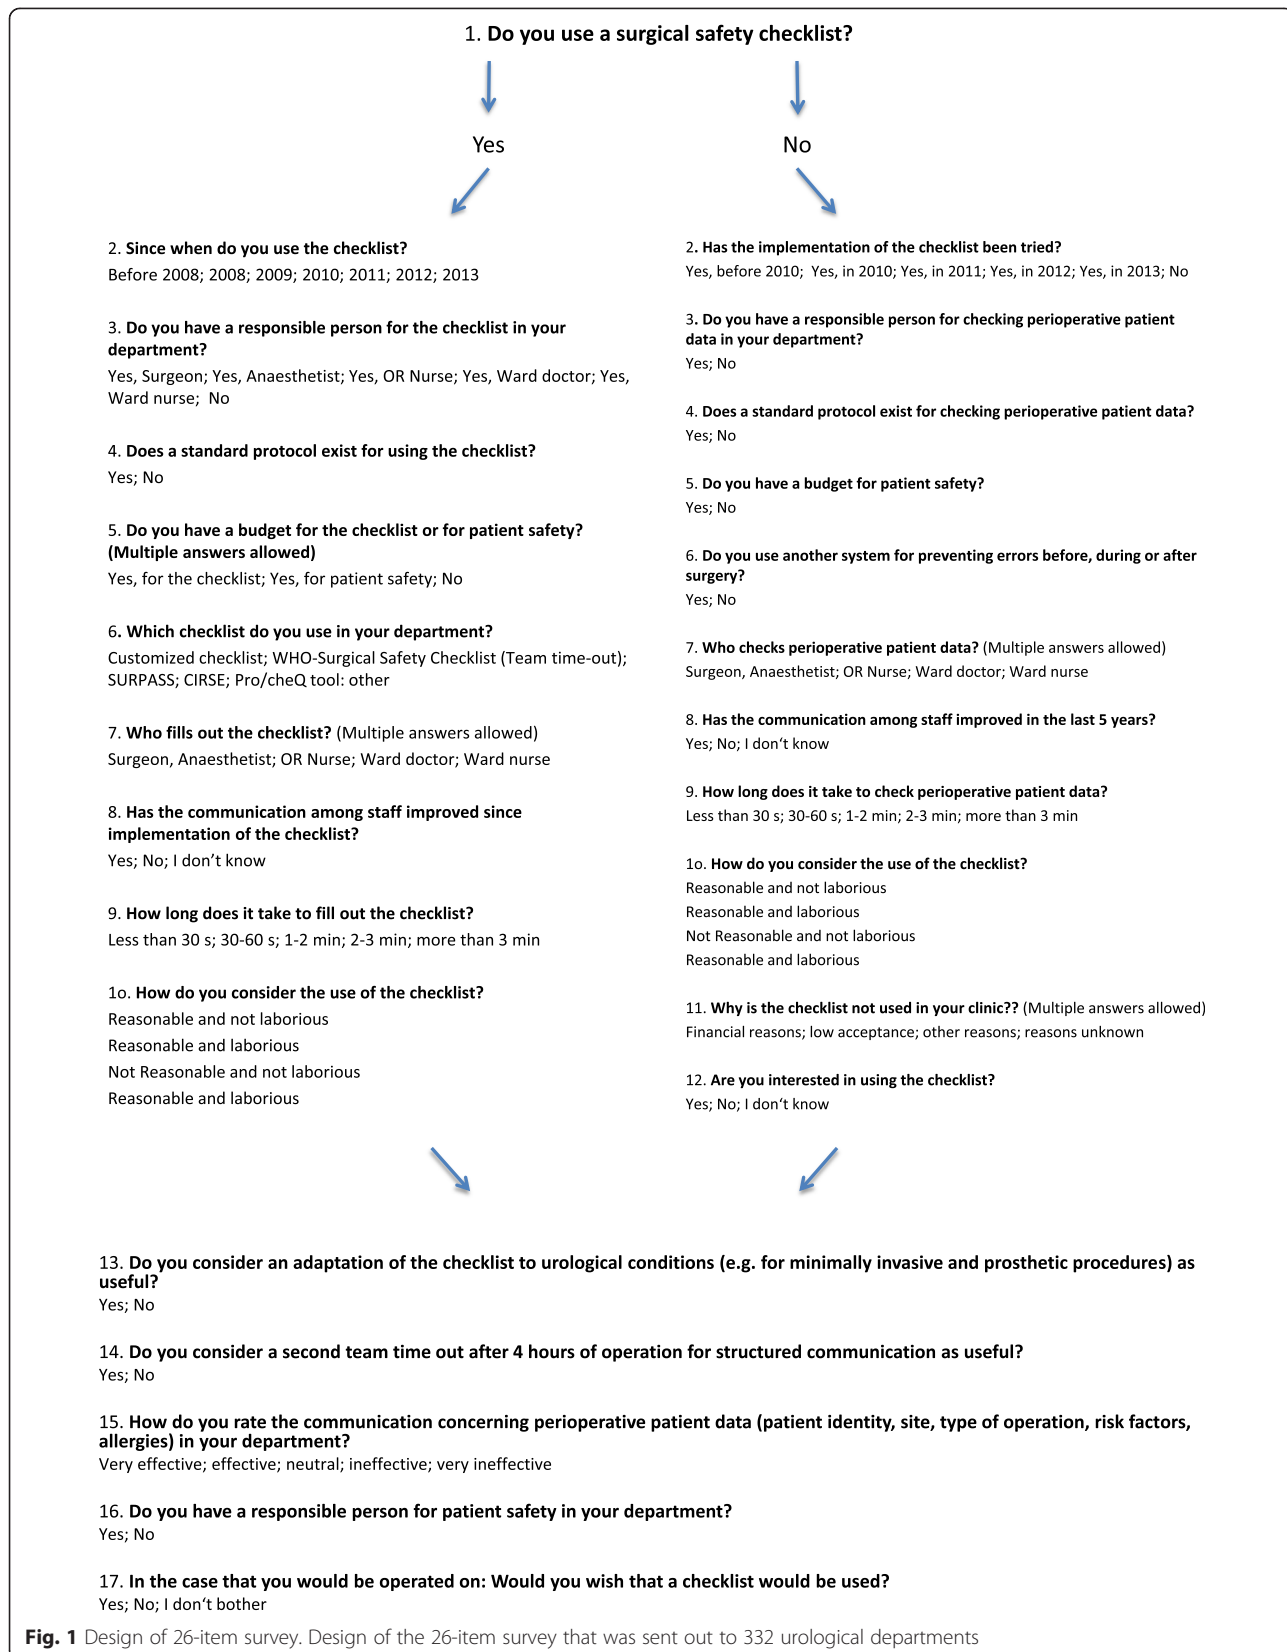 1. Do you use a surgical safety checklist?
Yes
No
2. Since when do you use the checklist?
Before 2008; 2008; 2009; 2010; 2011; 2012; 2013
3. Do you have a responsible person for the checklist in your
department?
Yes, Surgeon; Yes, Anaesthetist; Yes, OR Nurse; Yes, Ward doctor; Yes,
Ward nurse;  No
4. Does a standard protocol exist for using the checklist?
Yes; No
5. Do you have a budget for the checklist or for patient safety?
(Multiple answers allowed)
Yes, for the checklist; Yes, for patient safety; No
6. Which checklist do you use in your department?
Customized checklist; WHO-Surgical Safety Checklist (Team time-out);
SURPASS; CIRSE; Pro/cheQ tool: other
7. Who fills out the checklist? (Multiple answers allowed)
Surgeon, Anaesthetist; OR Nurse; Ward doctor; Ward nurse
8. Has the communication among staff improved since
implementation of the checklist?
Yes; No; I don’t know
9. How long does it take to fill out the checklist?
Less than 30 s; 30-60 s; 1-2 min; 2-3 min; more than 3 min
1o. How do you consider the use of the checklist?
Reasonable and not laborious
Reasonable and laborious
Not Reasonable and not laborious
Reasonable and laborious
2. Has the implementation of the checklist been tried?
Yes, before 2010;  Yes, in 2010; Yes, in 2011; Yes, in 2012; Yes, in 2013; No
3. Do you have a responsible person for checking perioperative patient
data in your department?
Yes; No
4. Does a standard protocol exist for checking perioperative patient data?
Yes; No
5. Do you have a budget for patient safety?
Yes; No
6. Do you use another system for preventing errors before, during or after
surgery?
Yes; No
7. Who checks perioperative patient data? (Multiple answers allowed)
Surgeon, Anaesthetist; OR Nurse; Ward doctor; Ward nurse
8. Has the communication among staff improved in the last 5 years?
Yes; No; I don‘t know
9. How long does it take to check perioperative patient data?
Less than 30 s; 30-60 s; 1-2 min; 2-3 min; more than 3 min
1o. How do you consider the use of the checklist?
Reasonable and not laborious
Reasonable and laborious
Not Reasonable and not laborious
Reasonable and laborious
11. Why is the checklist not used in your clinic?? (Multiple answers allowed)
Financial reasons; low acceptance; other reasons; reasons unknown
12. Are you interested in using the checklist?
Yes; No; I don‘t know
13. Do you consider an adaptation of the checklist to urological conditions (e.g. for minimally invasive and prosthetic procedures) as
useful?
Yes; No
14. Do you consider a second team time out after 4 hours of operation for structured communication as useful?
Yes; No
15. How do you rate the communication concerning perioperative patient data (patient identity, site, type of operation, risk factors,
allergies) in your department?
Very effective; effective; neutral; ineffective; very ineffective
16. Do you have a responsible person for patient safety in your department?
Yes; No
17. In the case that you would be operated on: Would you wish that a checklist would be used?
Yes; No; I don‘t bother
Fig. 1 Design of 26-item survey. Design of the 26-item survey that was sent out to 332 urological departments